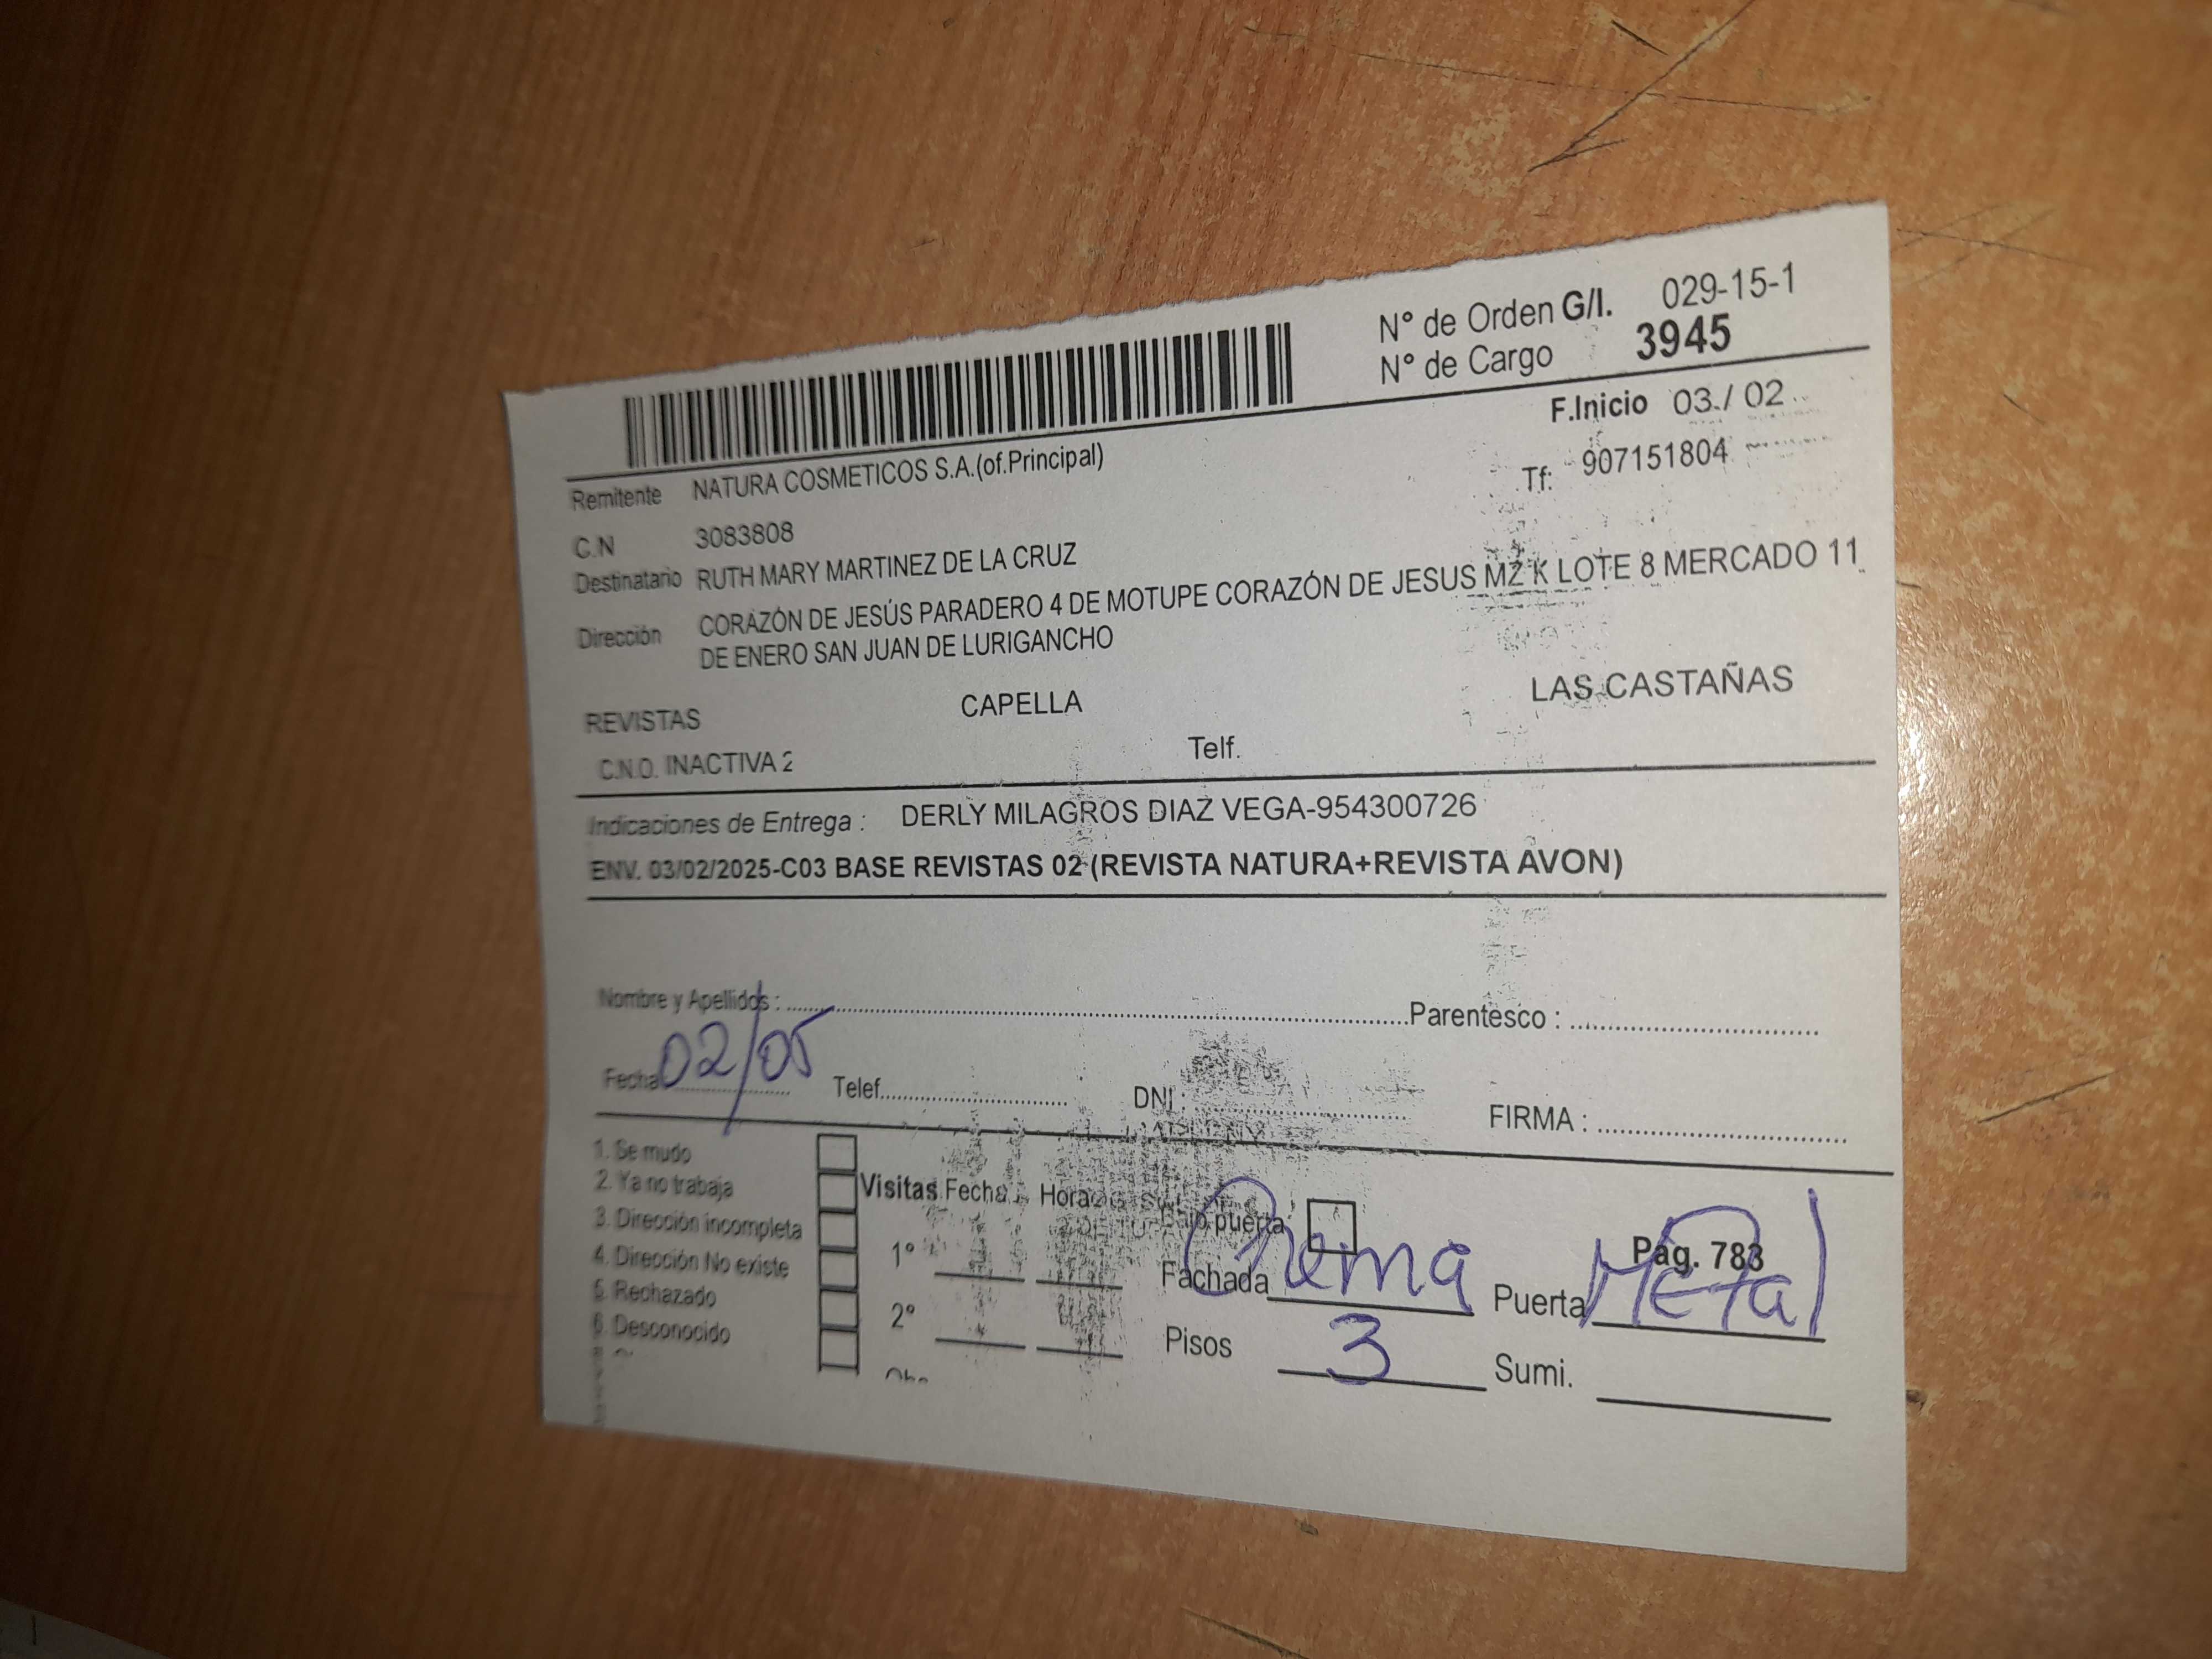 N° de Orden G/I. 029-15-1
N° de Cargo 3945
F.Inicio 03./ 02
Remitente NATURA COSMETICOS S.A.(of.Principal) Tf: 907151804
C.N 3083808
Destinatario RUTH MARY MARTINEZ DE LA CRUZ
Dirección CORAZÓN DE JESÚS PARADERO 4 DE MOTUPE CORAZÓN DE JESUS MZ K LOTE 8 MERCADO 11
DE ENERO SAN JUAN DE LURIGANCHO
REVISTAS CAPELLA LAS CASTAÑAS
C.N.O. INACTIVA 2 Telf.
Indicaciones de Entrega : DERLY MILAGROS DIAZ VEGA-954300726
ENV. 03/02/2025-C03 BASE REVISTAS 02 (REVISTA NATURA+REVISTA AVON)
Nombre y Apellidos : Parentesco :
Fecha 02/05 Telef. DNI : FIRMA :
1. Se mudo
2. Ya no trabaja Visitas Fecha Hora Bajo puerta
3. Dirección incompleta 1° Pág. 783
4. Dirección No existe Fachada Crema Puerta Metal
5. Rechazado 2°
6. Desconocido Pisos 3 Sumi.